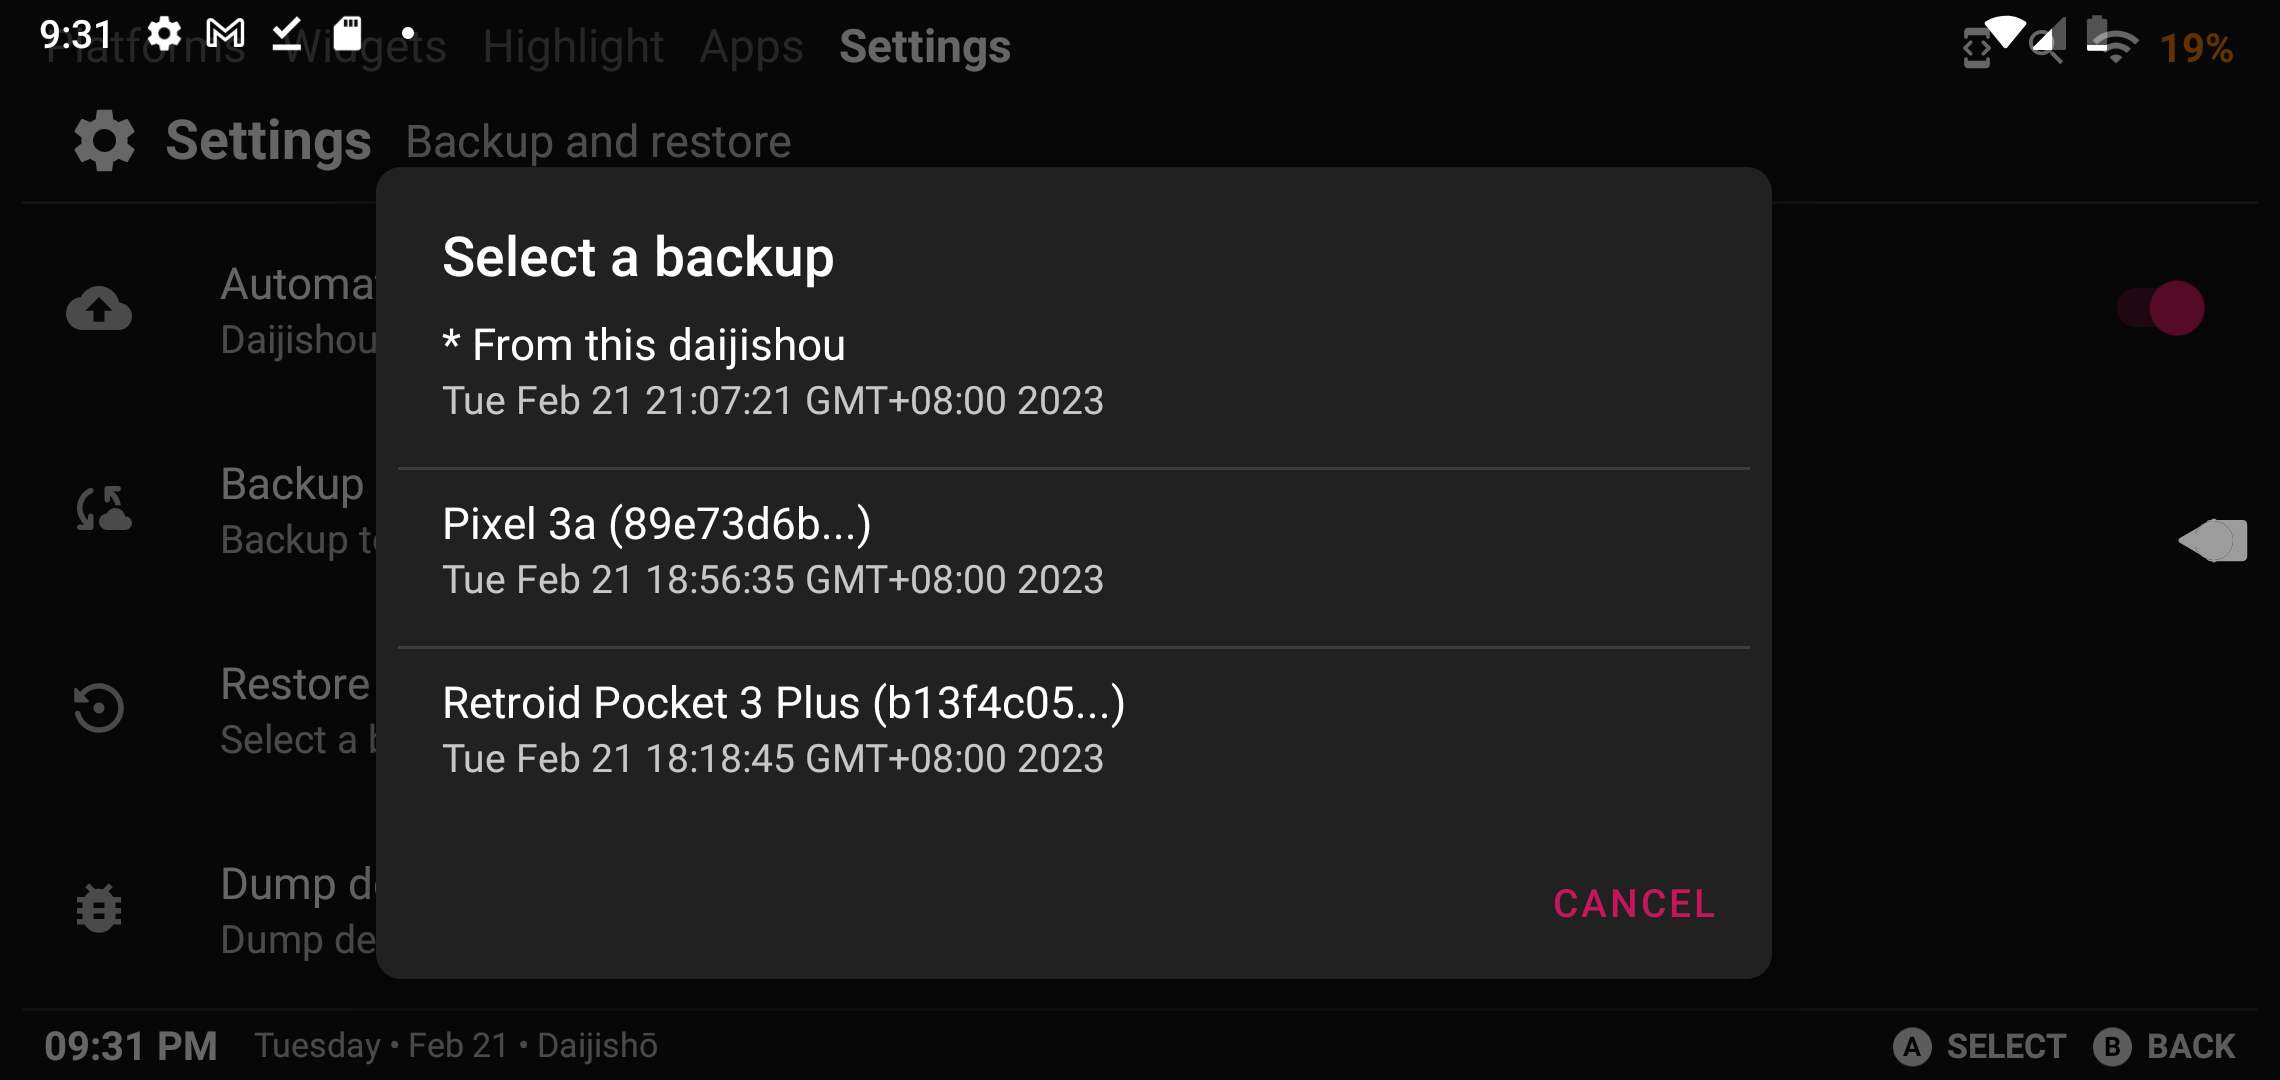 9:31
Platforms Widgets Highlight Apps Settings
19%
Settings Backup and restore
Select a backup
* From this daijishou
Tue Feb 21 21:07:21 GMT+08:00 2023
Pixel 3a (89e73d6b...)
Tue Feb 21 18:56:35 GMT+08:00 2023
Retroid Pocket 3 Plus (b13f4c05...)
Tue Feb 21 18:18:45 GMT+08:00 2023
CANCEL
Automa
Daijishou
Backup
Backup t
Restore
Select a
Dump d
Dump de
09:31 PM Tuesday • Feb 21 • Daijishō
A SELECT B BACK